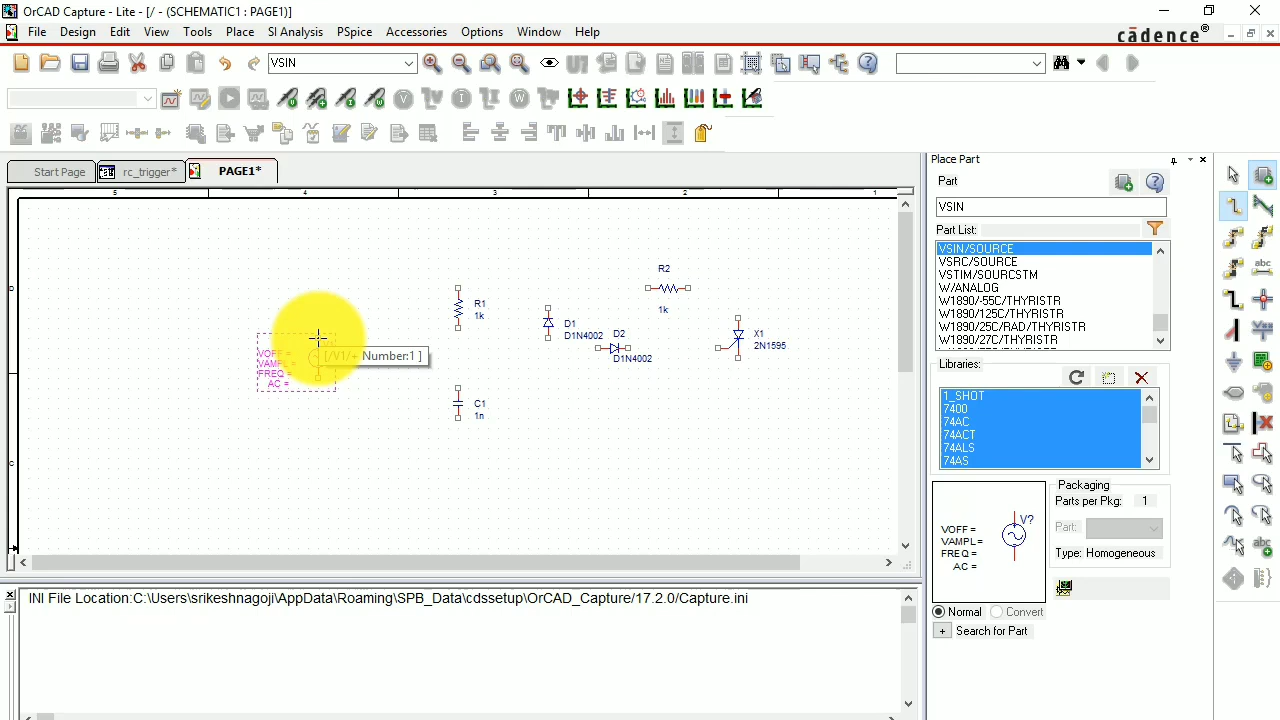 OrCAD Capture - Lite - [/ - (SCHEMATIC1 : PAGE1)]
File Design Edit View Tools Place SI Analysis PSpice Accessories Options Window Help
cādence®
VSIN
Start Page rc_trigger* PAGE1*
5 4 3 2 1
D
C
R1
1k
C1
1n
D1
D1N4002
D2
D1N4002
R2
1k
X1
2N1595
VOFF =
VAMPL =
FREQ =
AC =
[/V1/+ Number:1 ]
Place Part
Part
VSIN
Part List:
VSIN/SOURCE
VSRC/SOURCE
VSTIM/SOURCSTM
W/ANALOG
W1890/-55C/THYRISTR
W1890/125C/THYRISTR
W1890/25C/RAD/THYRISTR
W1890/27C/THYRISTR
Libraries:
1_SHOT
7400
74AC
74ACT
74ALS
74AS
V?
VOFF =
VAMPL =
FREQ =
AC =
Packaging
Parts per Pkg: 1
Part:
Type: Homogeneous
Normal Convert
+ Search for Part
INI File Location:C:\Users\srikeshnagoji\AppData\Roaming\SPB_Data\cdssetup\OrCAD_Capture/17.2.0/Capture.ini